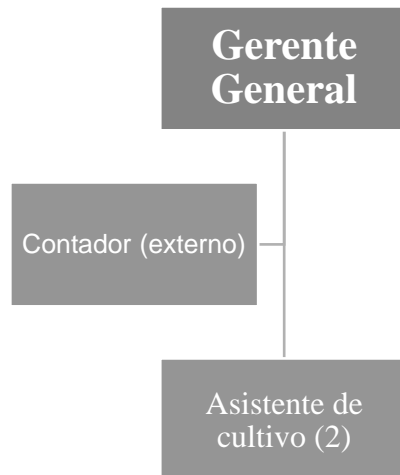 Gerente
General
Contador (externo)
Asistente de
cultivo (2)